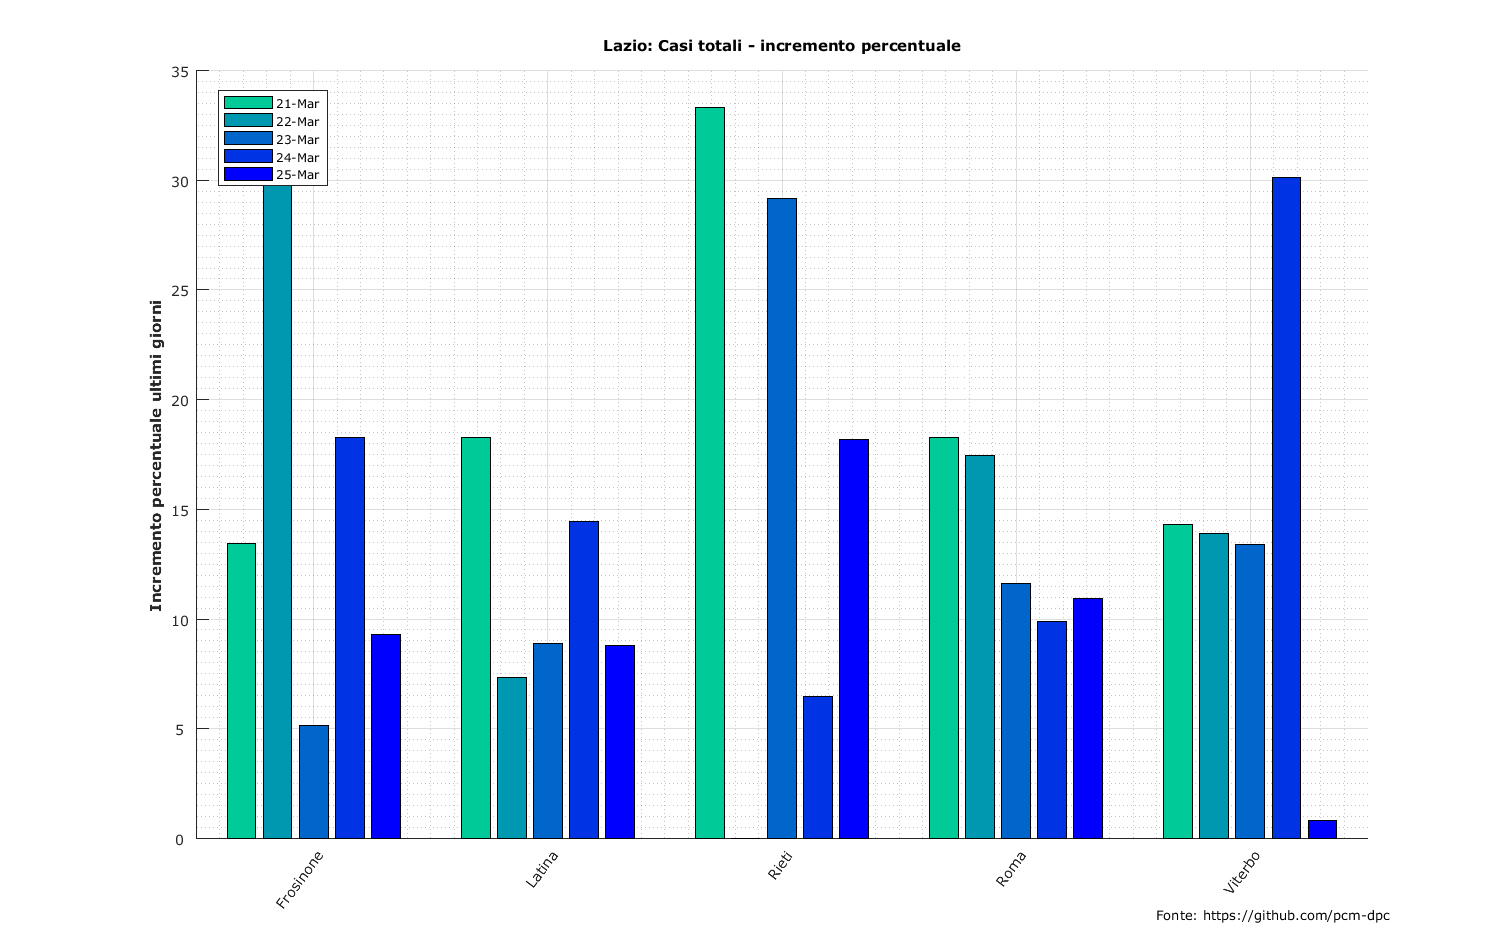 Lazio: Casi totali - incremento percentuale
35
30
25
20
15
10
5
0
Incremento percentuale ultimi giorni
21-Mar
22-Mar
23-Mar
24-Mar
25-Mar
Frosinone
Latina
Rieti
Roma
Viterbo
Fonte: https://github.com/pcm-dpc